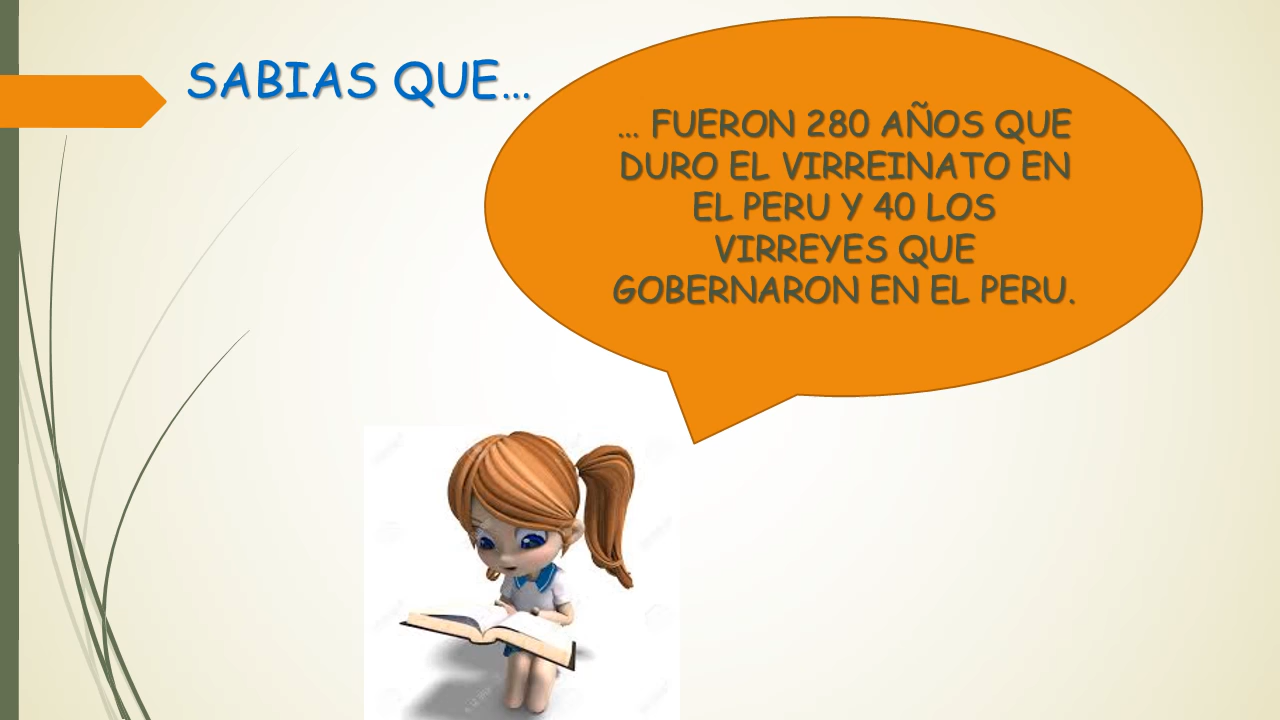 SABIAS QUE...
... FUERON 280 AÑOS QUE
DURO EL VIRREINATO EN
EL PERU Y 40 LOS
VIRREYES QUE
GOBERNARON EN EL PERU.